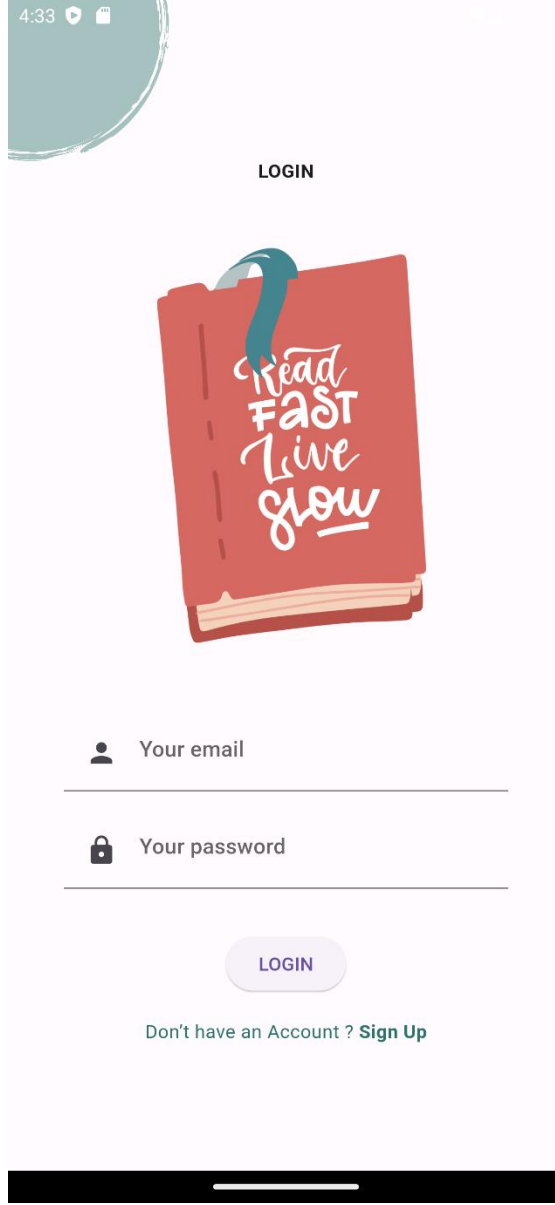 4:33
LOGIN
Read
FAST
Live
SLOW
Your email
Your password
LOGIN
Don’t have an Account ? Sign Up